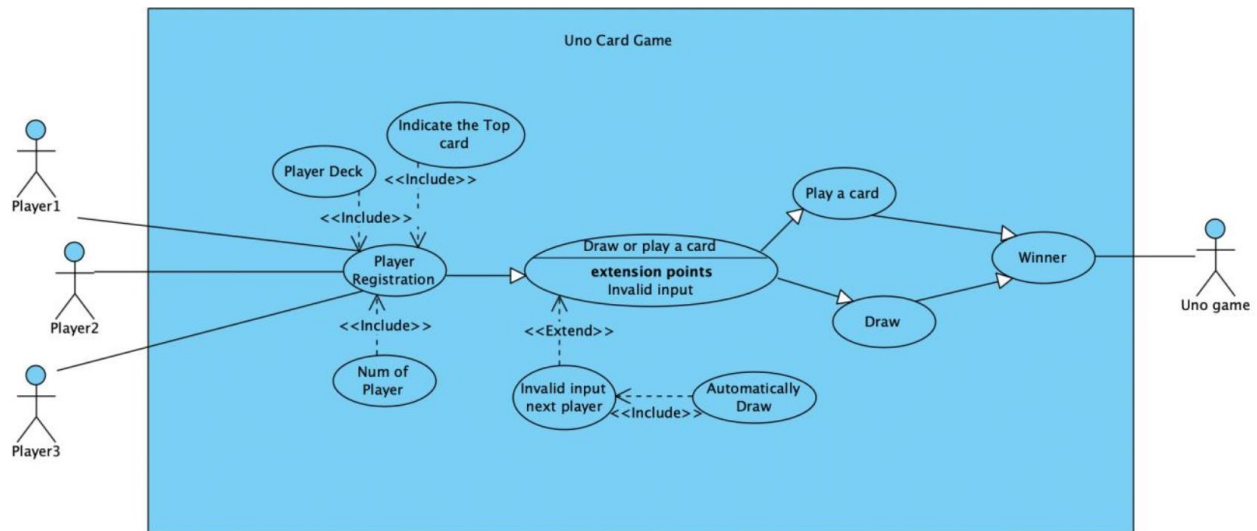 Uno Card Game
Indicate the Top
card
Player Deck
<<Include>>
<<Include>>
Player1
Player
Registration
Player2
<<Include>>
Num of
Player
Player3
Draw or play a card
extension points
Invalid input
<<Extend>>
Invalid input
next player
<<Include>>
Automatically
Draw
Play a card
Draw
Winner
Uno game